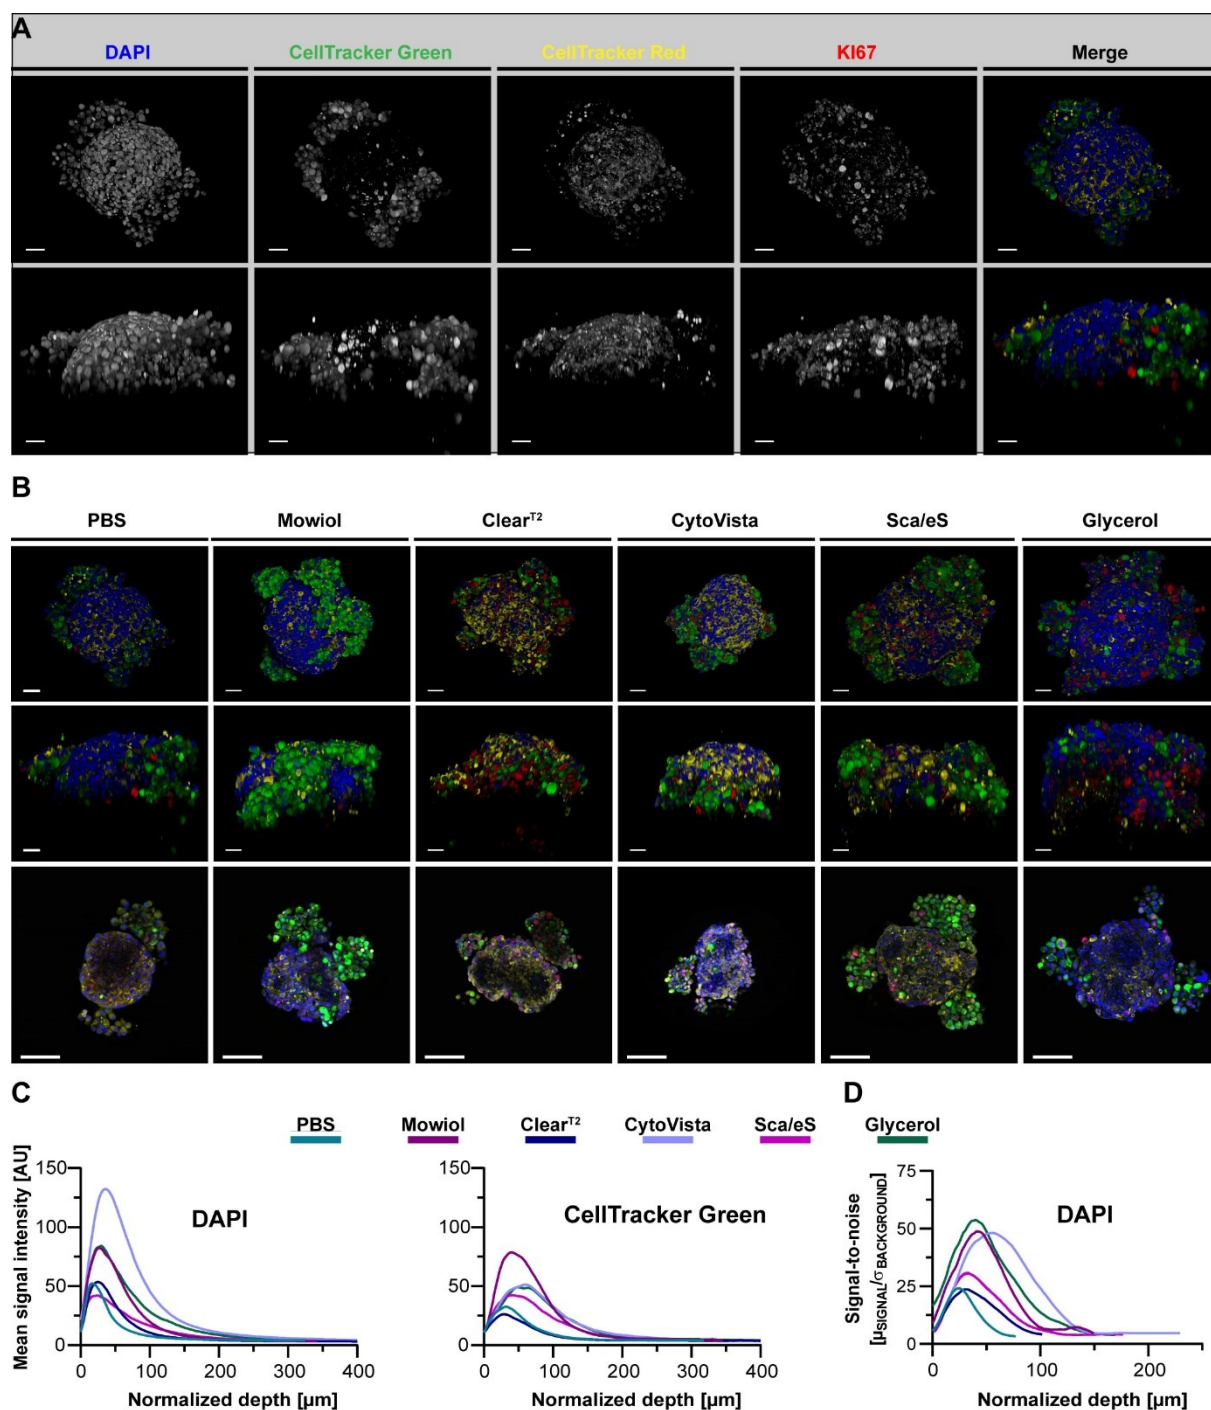 A
DAPI CellTracker Green CellTracker Red KI67 Merge
B
PBS Mowiol Clear^T2 CytoVista Sca/eS Glycerol
C D
PBS Mowiol Clear^T2 CytoVista Sca/eS Glycerol
Mean signal intensity [AU]
150
100
50
0
DAPI
0 100 200 300 400
Normalized depth [µm]
150
100
50
0
CellTracker Green
0 100 200 300 400
Normalized depth [µm]
Signal-to-noise
[µSIGNAL/σBACKGROUND]
75
50
25
0
DAPI
0 100 200
Normalized depth [µm]